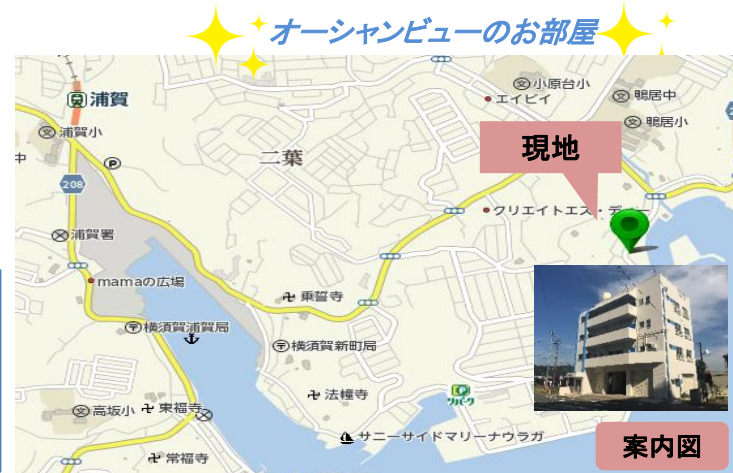 オーシャンビューのお部屋
浦賀
小原台小
エイビイ
鴨居中
鴨居小
浦賀小
中
P
二葉
現地
208
クリエイトエス・ディー
浦賀署
mamaの広場
乗誓寺
横須賀浦賀局
横須賀新町局
法幢寺
高坂小
東福寺
サニーサイドマリーナウラガ
常福寺
案内図